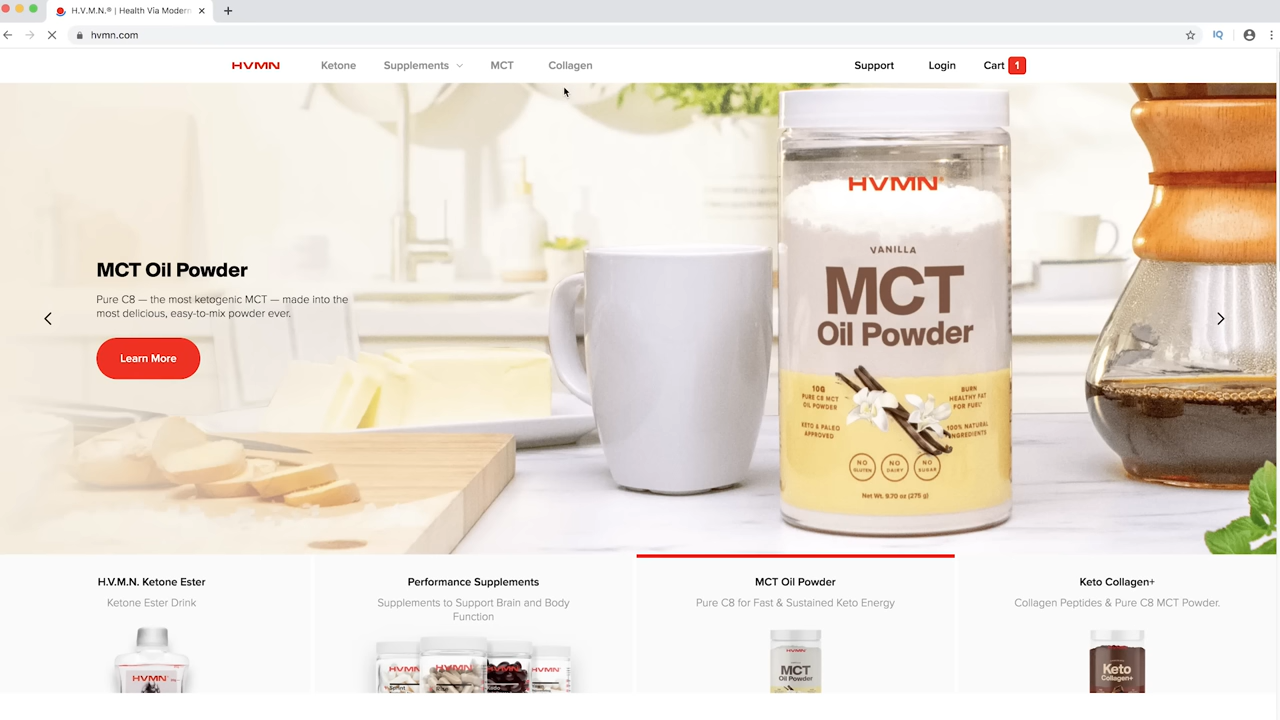 H.V.M.N.® | Health Via Modern
hvmn.com
IQ
HVMN
Ketone
Supplements
MCT
Collagen
Support
Login
Cart 1
HVMN®
VANILLA
MCT
Oil Powder
10G
PURE C8 MCT
OIL POWDER
KETO & PALEO
APPROVED
BURN
HEALTHY FAT
FOR FUEL
100% NATURAL
INGREDIENTS
NO
GLUTEN
NO
DAIRY
NO
SUGAR
Net Wt. 9.70 oz (275 g)
MCT Oil Powder
Pure C8 — the most ketogenic MCT — made into the
most delicious, easy-to-mix powder ever.
Learn More
H.V.M.N. Ketone Ester
Ketone Ester Drink
HVMN
Performance Supplements
Supplements to Support Brain and Body
Function
HVMN
HVMN
HVMN
HVMN
MCT Oil Powder
Pure C8 for Fast & Sustained Keto Energy
HVMN
MCT
Oil Powder
Keto Collagen+
Collagen Peptides & Pure C8 MCT Powder.
Keto
Collagen+